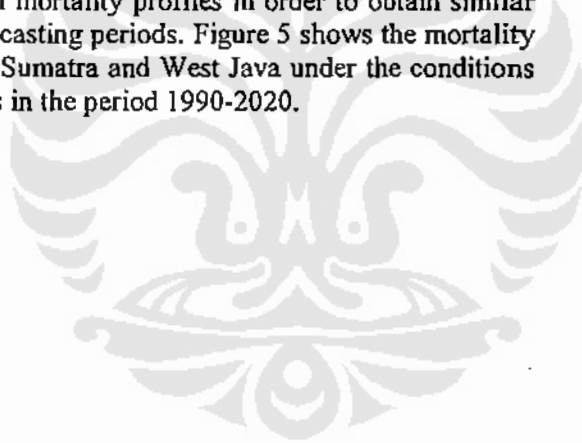 mortality profiles in order to obtain similar
casting periods. Figure 5 shows the mortality
Sumatra and West Java under the conditions
s in the period 1990-2020.